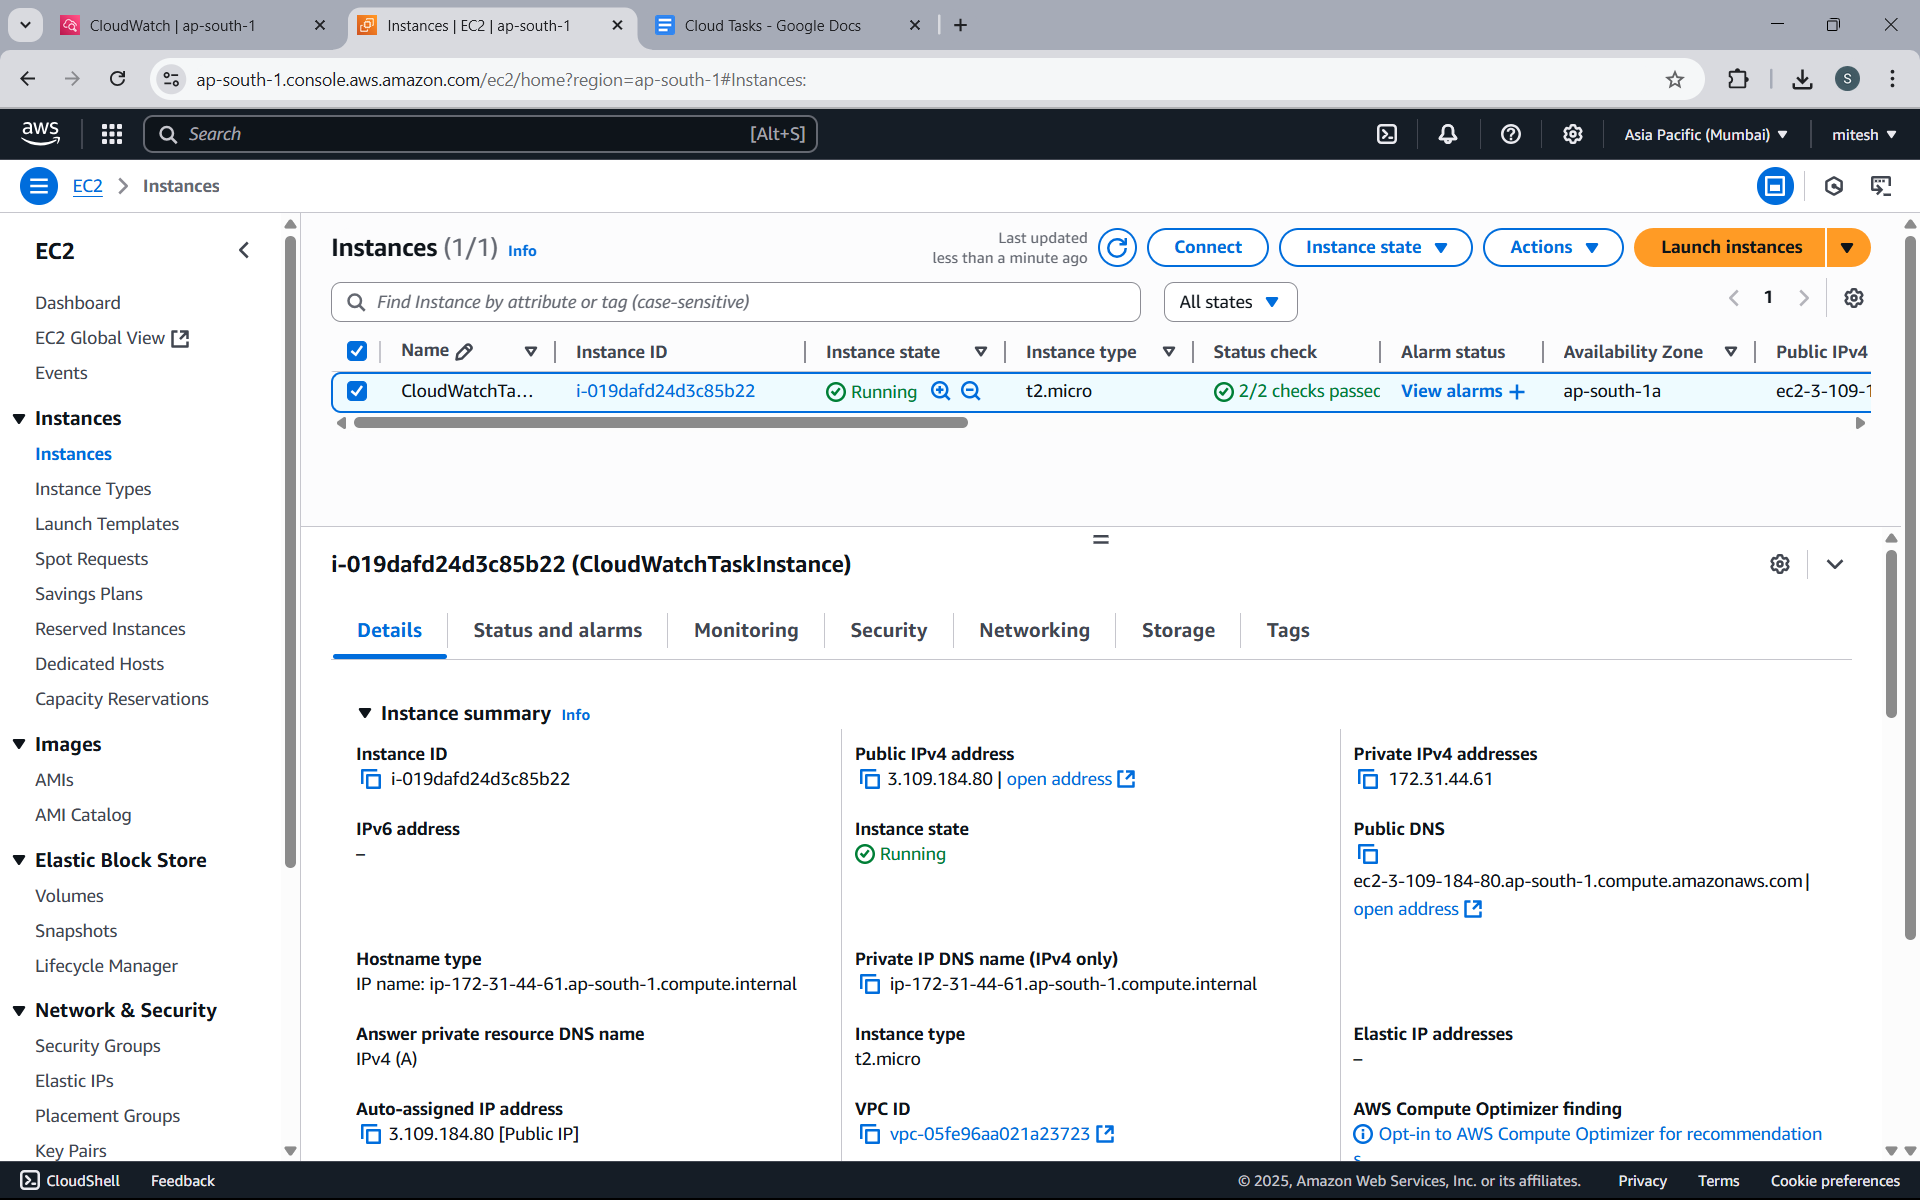 CloudWatch | ap-south-1
Instances | EC2 | ap-south-1
Cloud Tasks - Google Docs
ap-south-1.console.aws.amazon.com/ec2/home?region=ap-south-1#Instances:
S
aws
Search
[Alt+S]
Asia Pacific (Mumbai)
mitesh
EC2
Instances
EC2
Dashboard
EC2 Global View
Events
Instances
Instances
Instance Types
Launch Templates
Spot Requests
Savings Plans
Reserved Instances
Dedicated Hosts
Capacity Reservations
Images
AMIs
AMI Catalog
Elastic Block Store
Volumes
Snapshots
Lifecycle Manager
Network & Security
Security Groups
Elastic IPs
Placement Groups
Key Pairs
Instances (1/1) Info
Last updated
less than a minute ago
Connect
Instance state
Actions
Launch instances
Find Instance by attribute or tag (case-sensitive)
All states
1
Name
Instance ID
Instance state
Instance type
Status check
Alarm status
Availability Zone
Public IPv4
CloudWatchTa...
i-019dafd24d3c85b22
Running
t2.micro
2/2 checks passed
View alarms +
ap-south-1a
ec2-3-109-1
i-019dafd24d3c85b22 (CloudWatchTaskInstance)
Details
Status and alarms
Monitoring
Security
Networking
Storage
Tags
Instance summary Info
Instance ID
i-019dafd24d3c85b22
Public IPv4 address
3.109.184.80 | open address
Private IPv4 addresses
172.31.44.61
IPv6 address
–
Instance state
Running
Public DNS
ec2-3-109-184-80.ap-south-1.compute.amazonaws.com |
open address
Hostname type
IP name: ip-172-31-44-61.ap-south-1.compute.internal
Private IP DNS name (IPv4 only)
ip-172-31-44-61.ap-south-1.compute.internal
Answer private resource DNS name
IPv4 (A)
Instance type
t2.micro
Elastic IP addresses
–
Auto-assigned IP address
3.109.184.80 [Public IP]
VPC ID
vpc-05fe96aa021a23723
AWS Compute Optimizer finding
Opt-in to AWS Compute Optimizer for recommendation
s
CloudShell
Feedback
© 2025, Amazon Web Services, Inc. or its affiliates.
Privacy
Terms
Cookie preferences